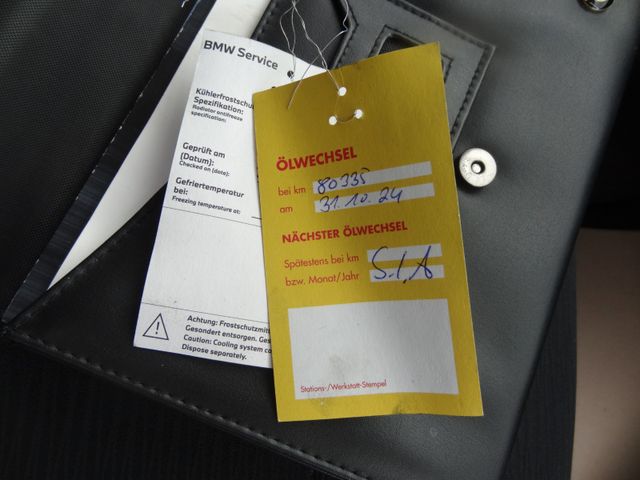 BMW Service
Kühlerfrostschu
Spezifikation:
Radiator antifreeze
specification:
Geprüft am
(Datum):
Checked on (date):
Gefriertemperatur
bei:
Freezing temperature at:
Achtung: Frostschutzmit
Gesondert entsorgen. Ges
Caution: Cooling system co
Dispose separately.
ÖLWECHSEL
bei km 80335
am 31.10.24
NÄCHSTER ÖLWECHSEL
Spätestens bei km
bzw. Monat/Jahr S.I.A
Stations-/Werkstatt-Stempel